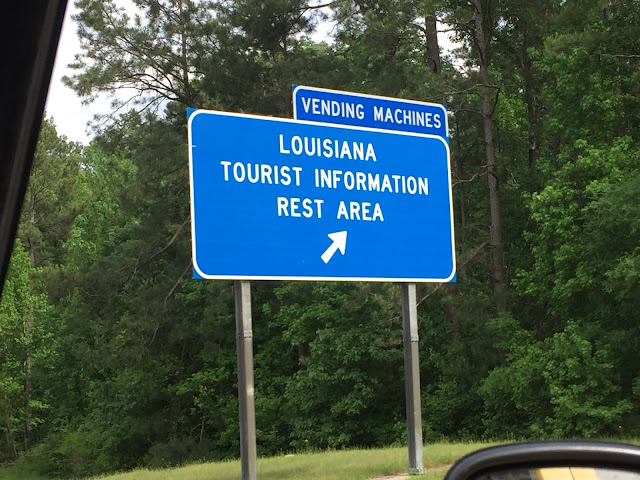 VENDING MACHINES
LOUISIANA
TOURIST INFORMATION
REST AREA